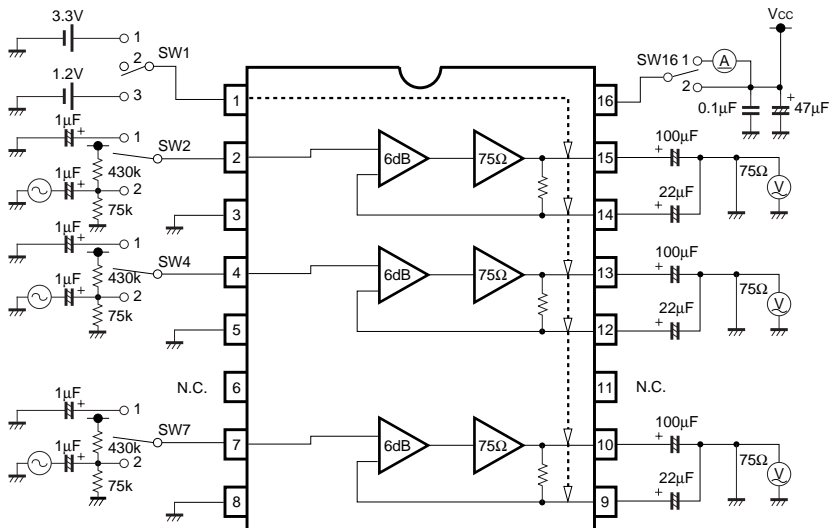 3.3V
1
2
SW1
1.2V
3
1μF
+
1
SW2
430k
1μF
+
2
75k
1μF
+
1
SW4
430k
1μF
+
2
75k
N.C.
1μF
+
1
SW7
430k
1μF
+
2
75k
1
2
3
4
5
6
7
8
6dB
75Ω
6dB
75Ω
6dB
75Ω
16
15
14
13
12
11
10
9
VCC
SW16
1
A
2
0.1μF
+
47μF
100μF
+
75Ω
V
22μF
+
100μF
+
75Ω
V
22μF
+
N.C.
100μF
+
75Ω
V
22μF
+